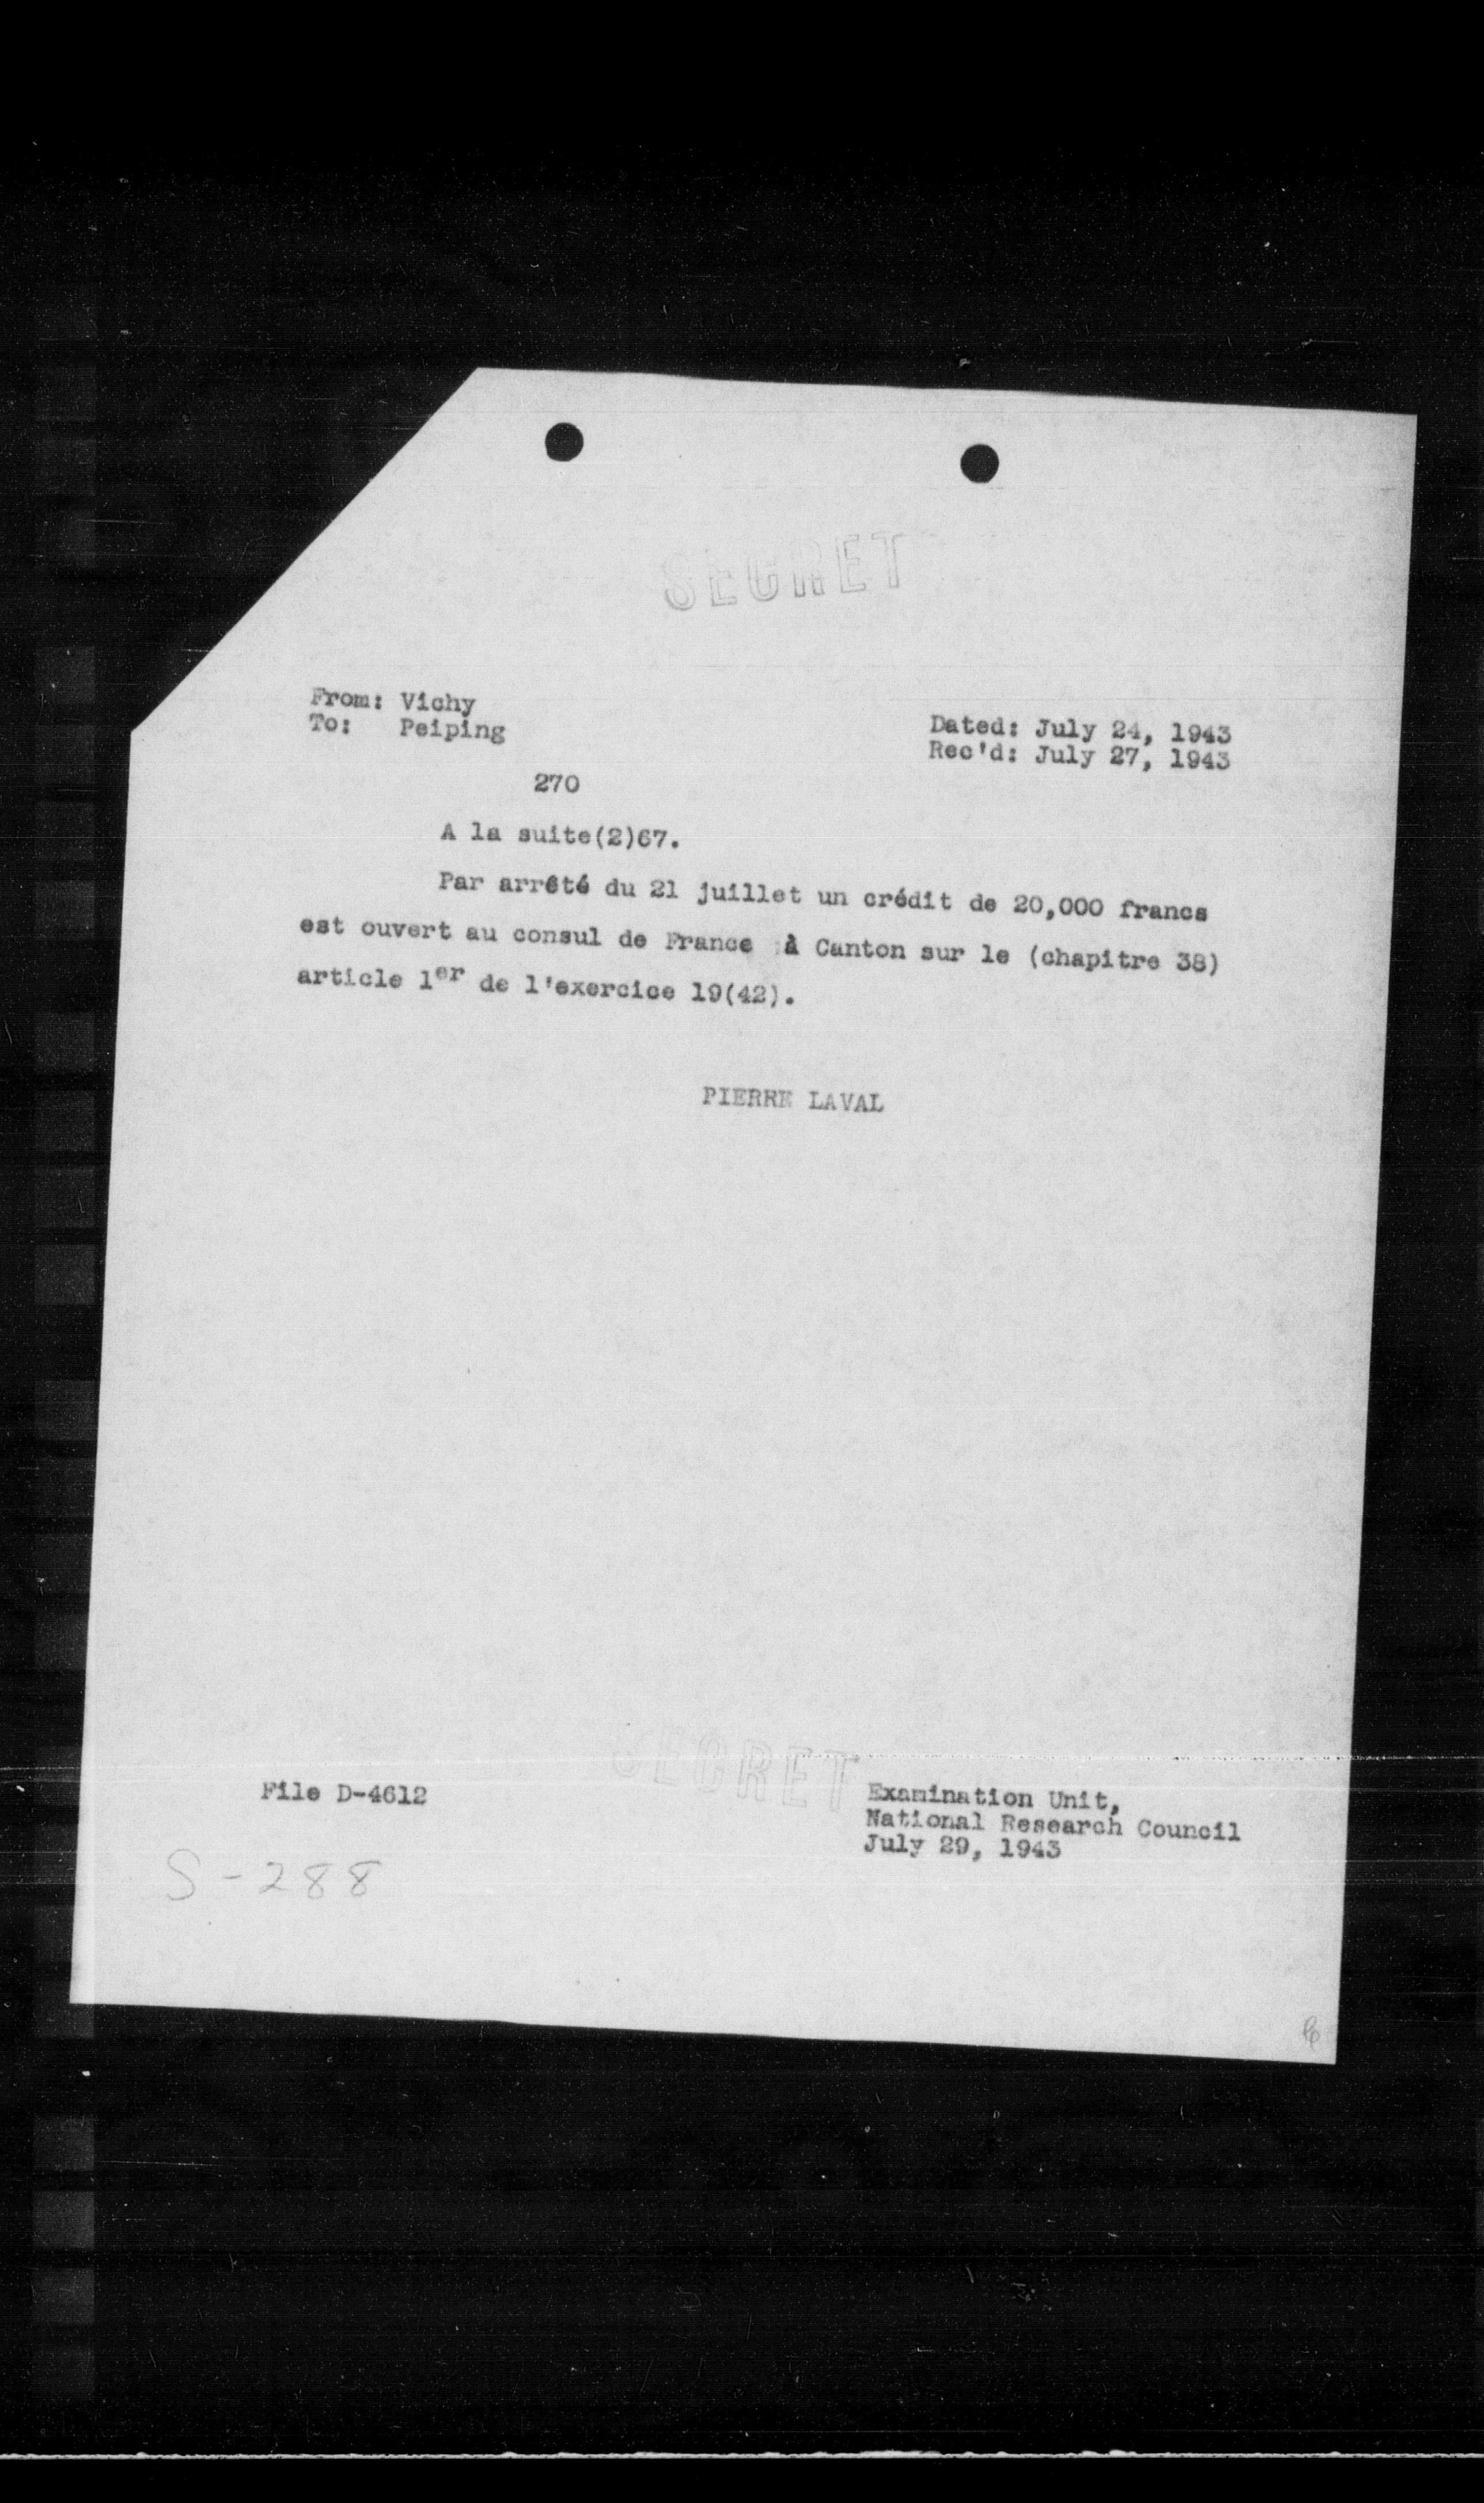 SECRET
From: Vichy
To: Peiping
Dated: July 24, 1943
Rec'd: July 27, 1943
270
A la suite(2)67.
Par arrêté du 21 juillet un crédit de 20,000 francs
est ouvert au consul de France à Canton sur le (chapitre 38)
article 1er de l'exercice 19(42).
PIERRE LAVAL
SECRET
File D-4612
Examination Unit,
National Research Council
July 29, 1943
S-288